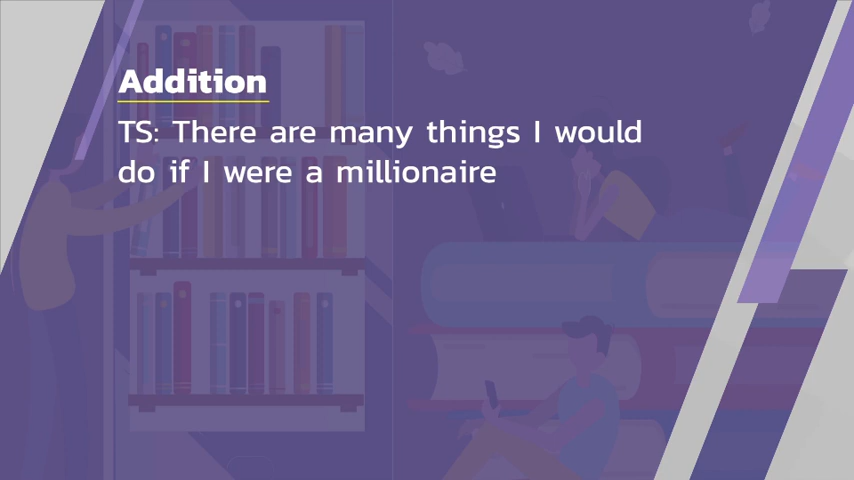 Addition
TS: There are many things I would
do if I were a millionaire